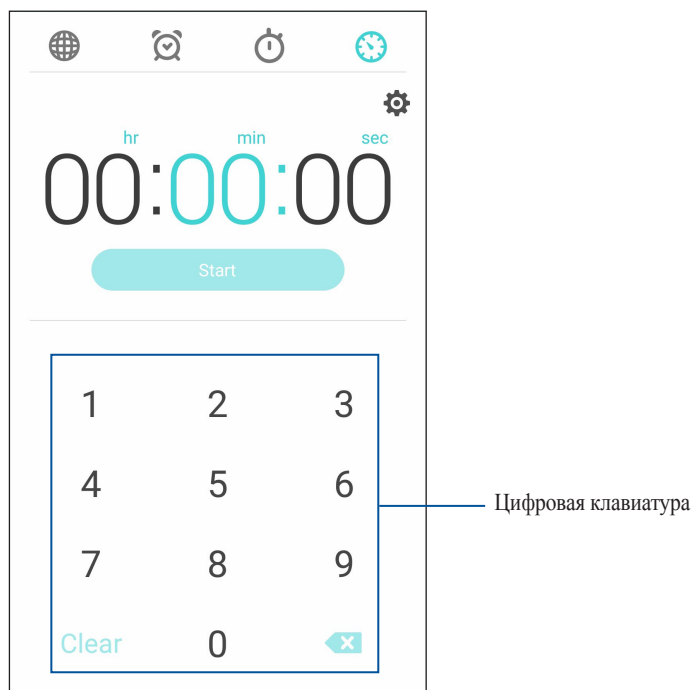 hr min sec
00:00:00
Start
1 2 3
4 5 6
Цифровая клавиатура
7 8 9
Clear 0